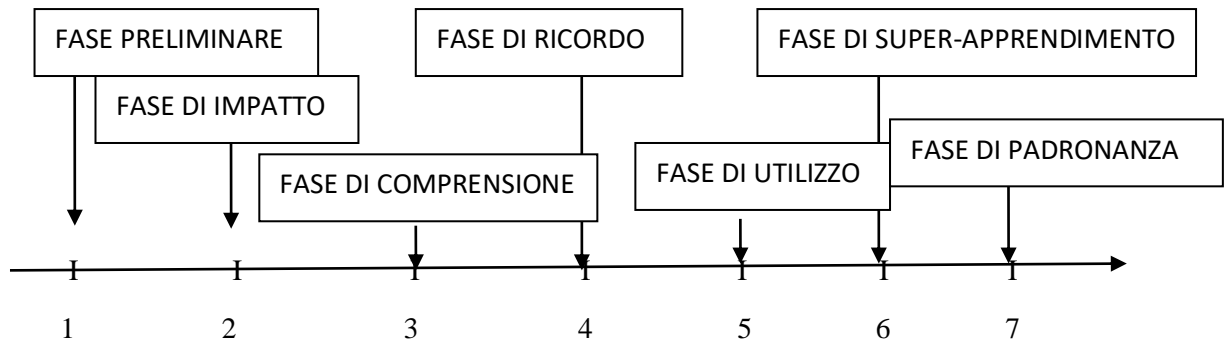 FASE PRELIMINARE
FASE DI IMPATTO
FASE DI COMPRENSIONE
FASE DI RICORDO
FASE DI UTILIZZO
FASE DI SUPER-APPRENDIMENTO
FASE DI PADRONANZA
I I I I I I I
1 2 3 4 5 6 7